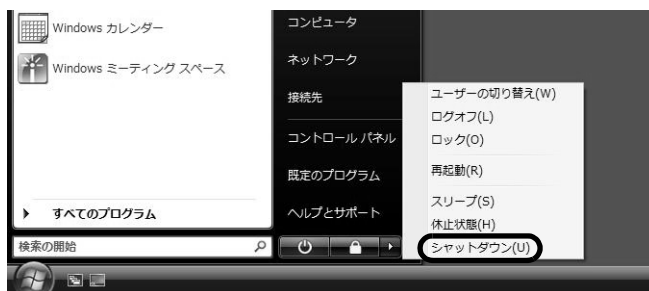 Windows カレンダー
Windows ミーティング スペース
すべてのプログラム
検索の開始
コンピュータ
ネットワーク
接続先
コントロール パネル
既定のプログラム
ヘルプとサポート
ユーザーの切り替え(W)
ログオフ(L)
ロック(O)
再起動(R)
スリープ(S)
休止状態(H)
シャットダウン(U)